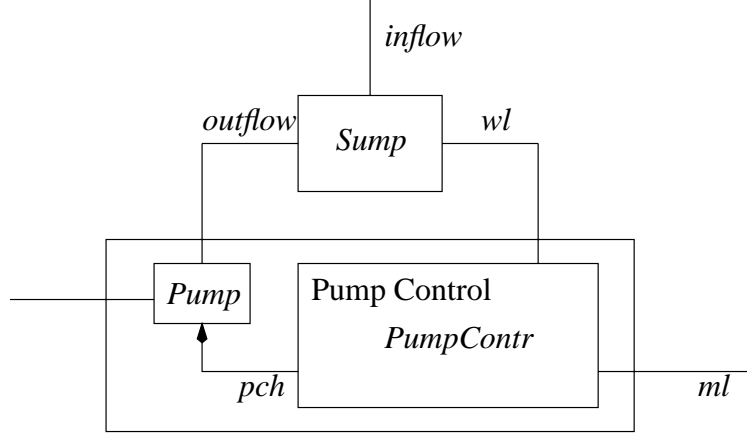 inflow
outflow
wl
Sump
Pump
Pump Control
PumpContr
pch
ml